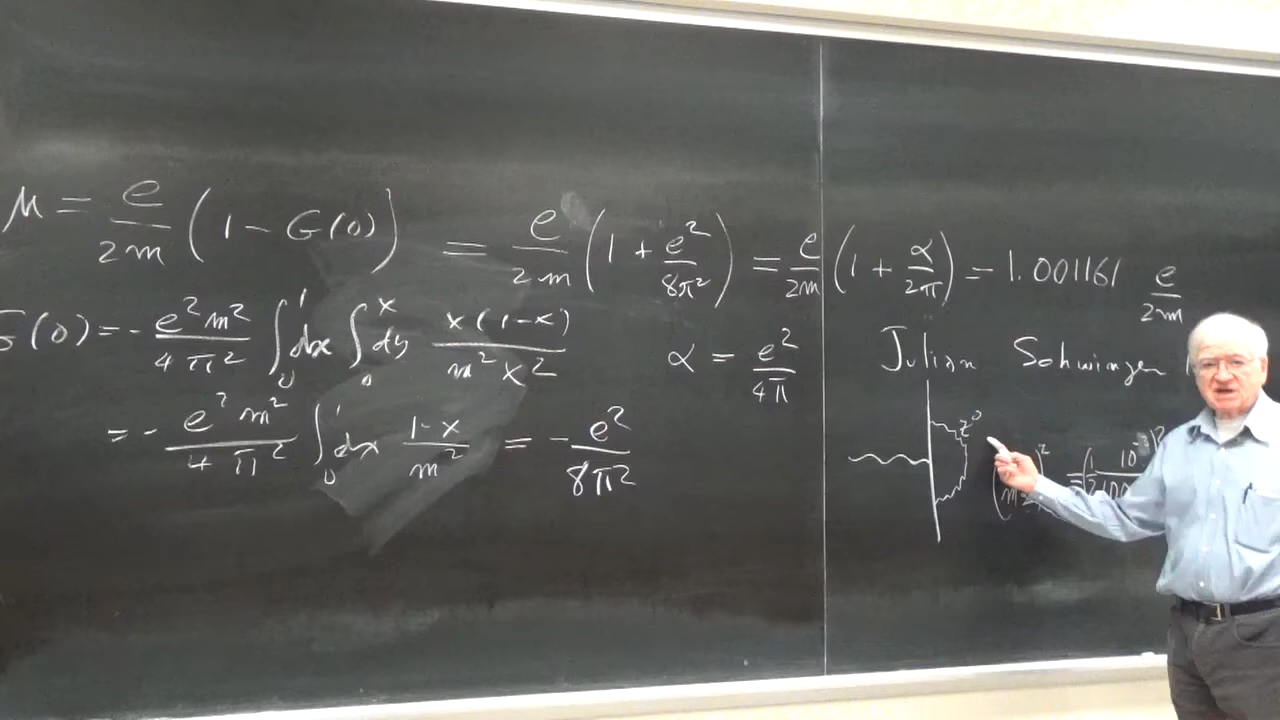 μ = e/2m (1 - G(0)) = e/2m (1 + e²/8π²) = e/2m (1 + α/2π) = 1.001161 e/2m
G(0) = - e²m²/4π² ∫₀¹ dx ∫₀ˣ dy x(1-x)/m²x²
α = e²/4π
Julian Schwinger
= - e²m²/4π² ∫₀¹ dx 1-x/m² = - e²/8π²
Z⁰